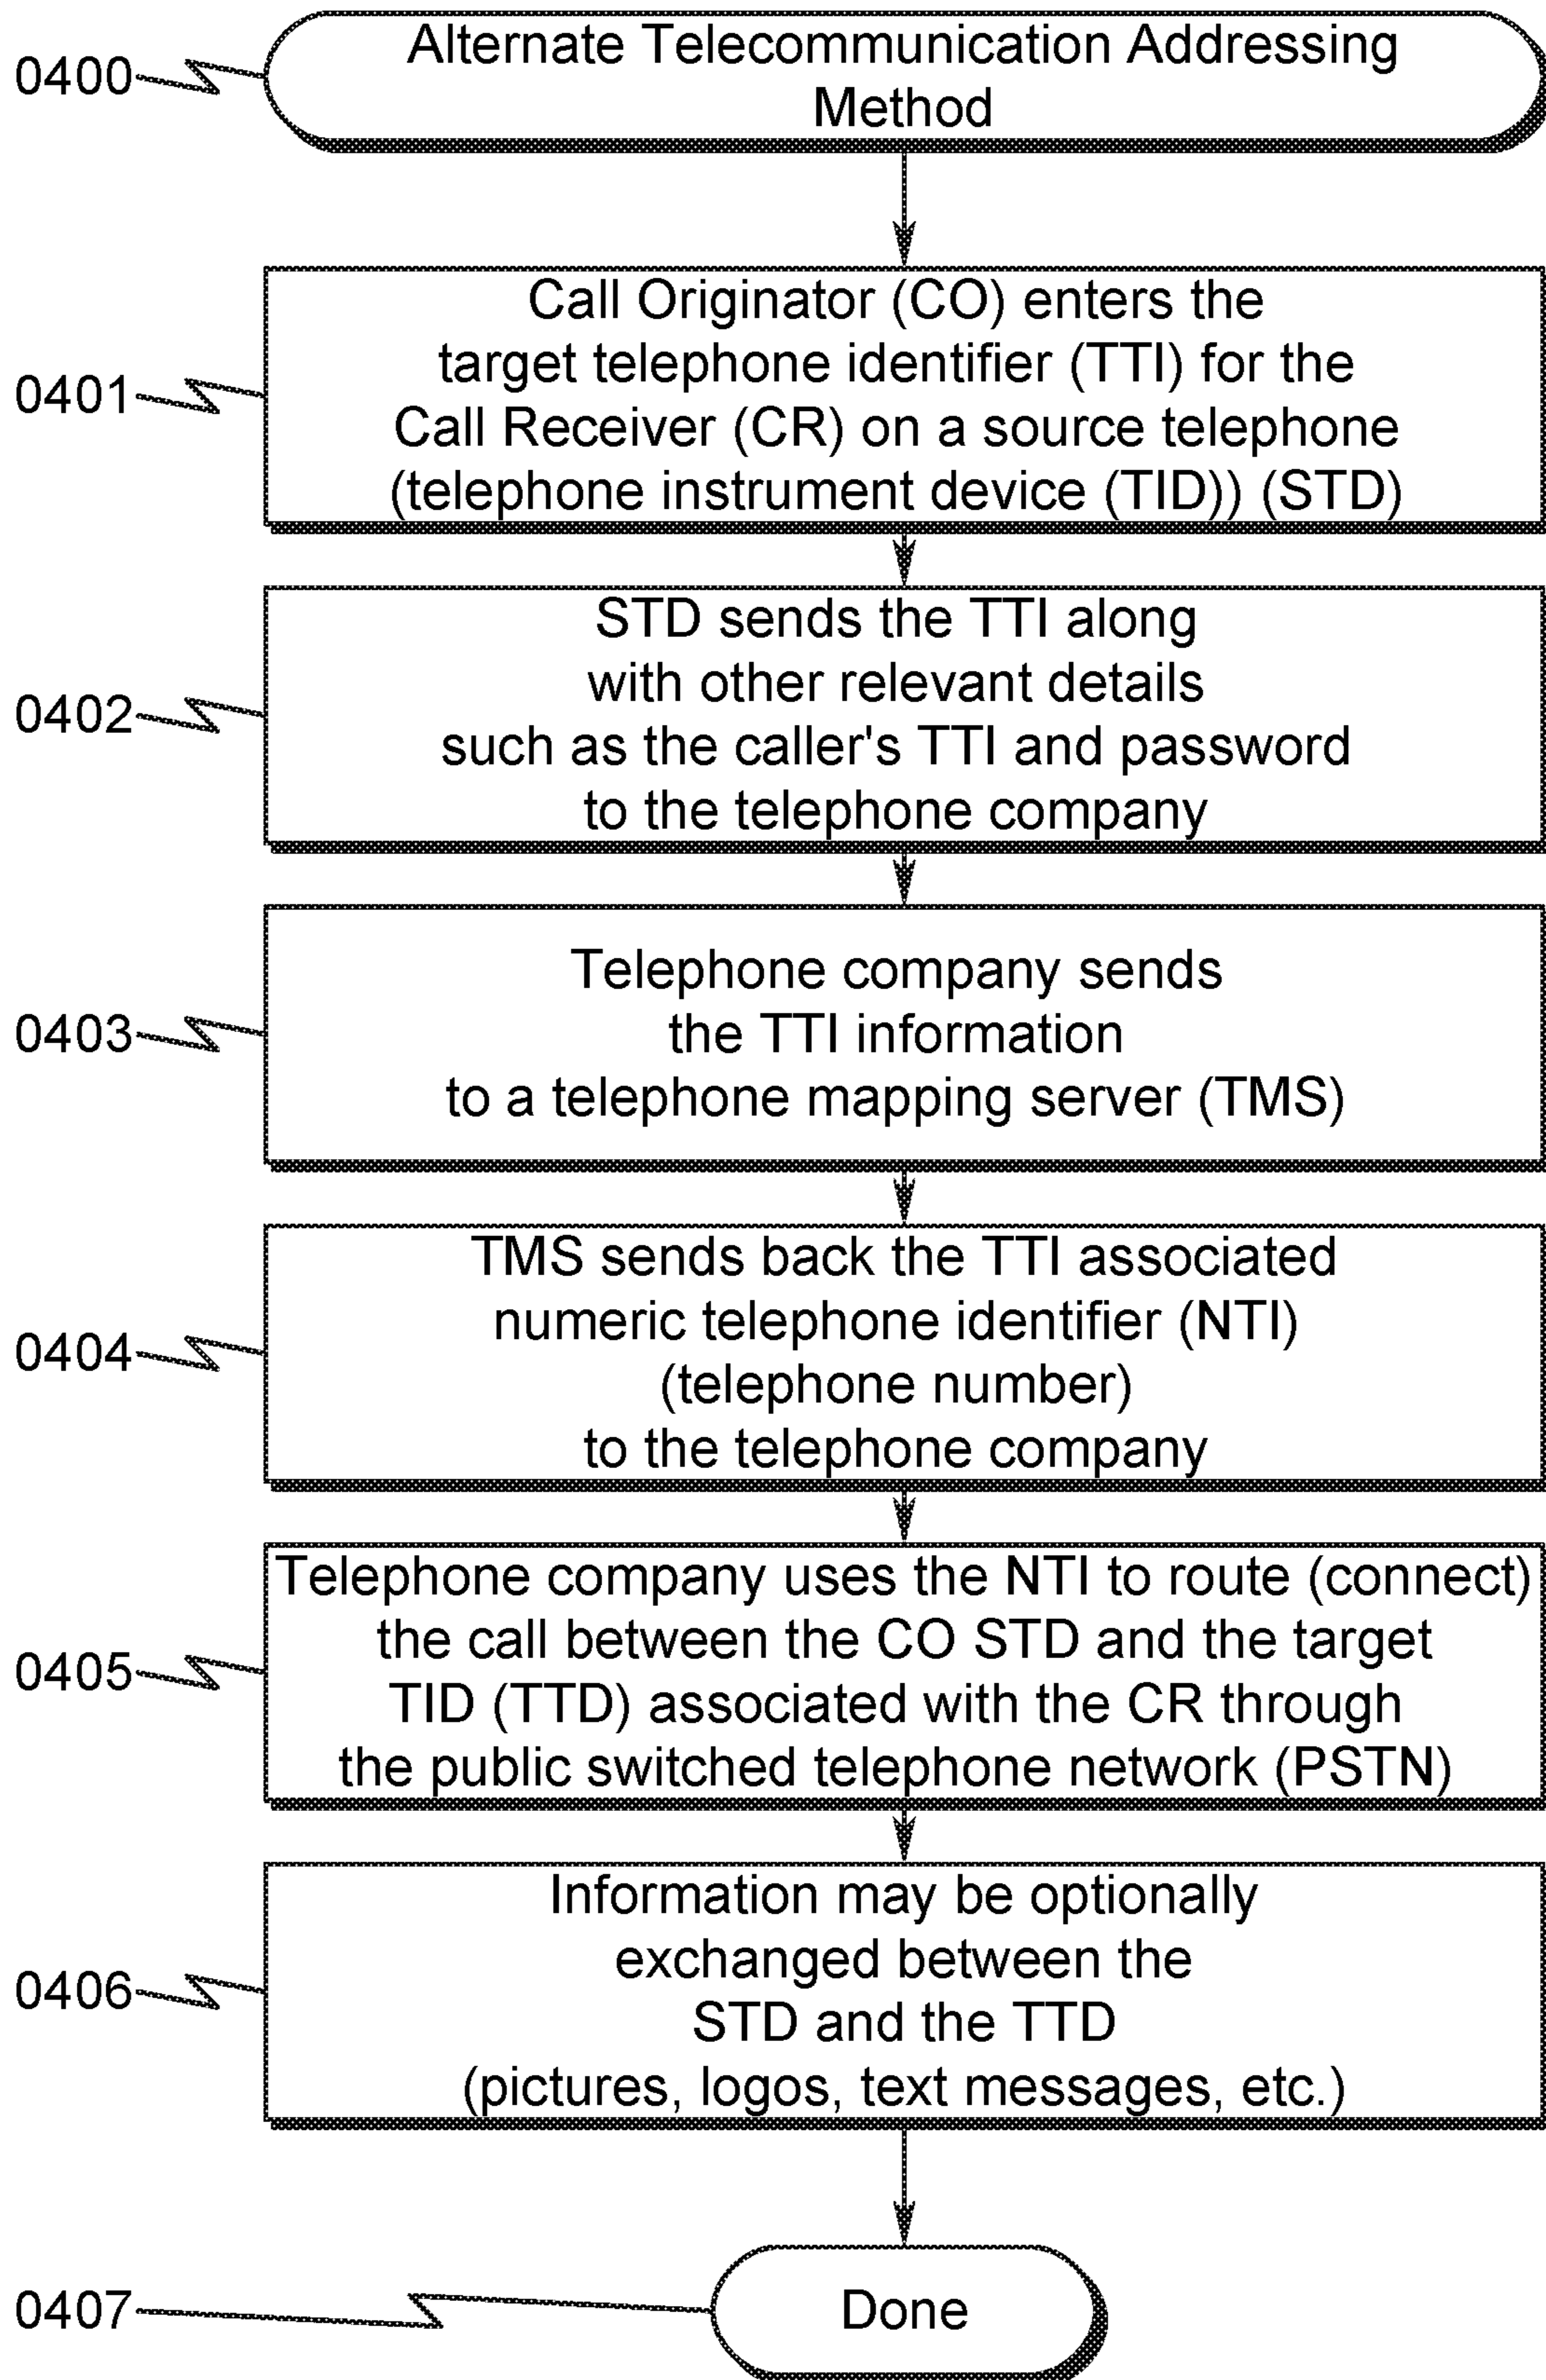 0400
Alternate Telecommunication Addressing
Method
0401
Call Originator (CO) enters the
target telephone identifier (TTI) for the
Call Receiver (CR) on a source telephone
(telephone instrument device (TID)) (STD)
0402
STD sends the TTI along
with other relevant details
such as the caller's TTI and password
to the telephone company
0403
Telephone company sends
the TTI information
to a telephone mapping server (TMS)
0404
TMS sends back the TTI associated
numeric telephone identifier (NTI)
(telephone number)
to the telephone company
0405
Telephone company uses the NTI to route (connect)
the call between the CO STD and the target
TID (TTD) associated with the CR through
the public switched telephone network (PSTN)
0406
Information may be optionally
exchanged between the
STD and the TTD
(pictures, logos, text messages, etc.)
0407
Done